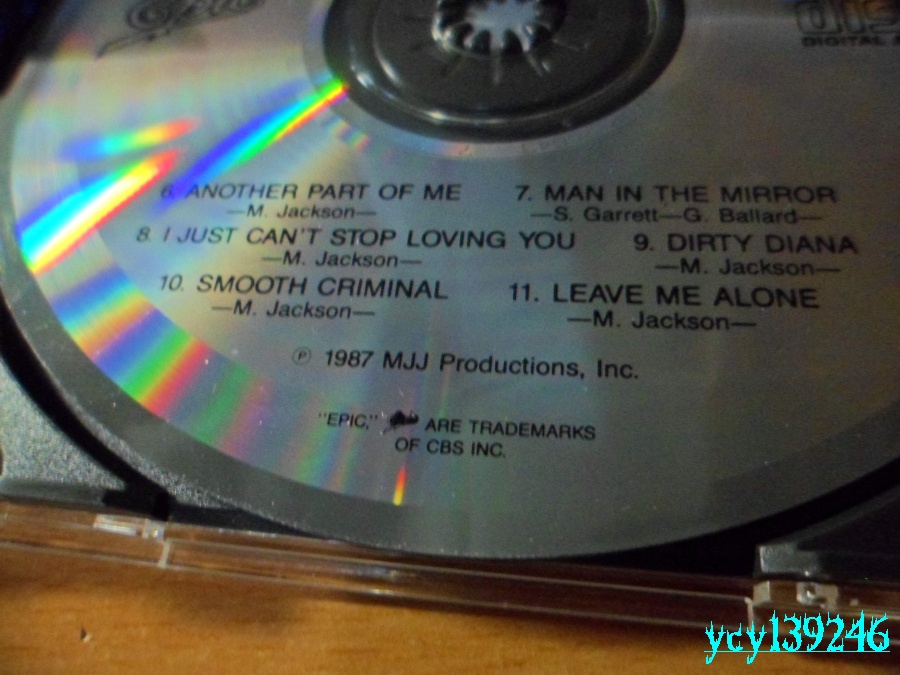 Epic
DIGITAL
6. ANOTHER PART OF ME 7. MAN IN THE MIRROR
—M. Jackson— —S. Garrett—G. Ballard—
8. I JUST CAN'T STOP LOVING YOU 9. DIRTY DIANA
—M. Jackson— —M. Jackson—
10. SMOOTH CRIMINAL 11. LEAVE ME ALONE
—M. Jackson— —M. Jackson—
Ⓟ 1987 MJJ Productions, Inc.
"EPIC," ARE TRADEMARKS
OF CBS INC.
ycy139246